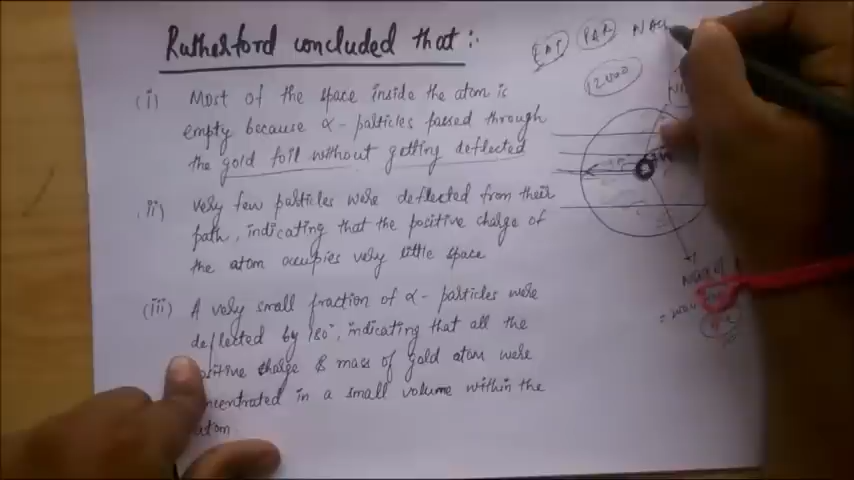 Rutherford concluded that :-
(i) Most of the space inside the atom is
empty because α - particles passed through
the gold foil without getting deflected
ii) Very few particles were deflected from their
path, indicating that the positive charge of
the atom occupies very little space
(iii) A very small fraction of α - particles were
deflected by 180°, indicating that all the
ositive charge & mass of gold atom were
ncentrated in a small volume within the
atom